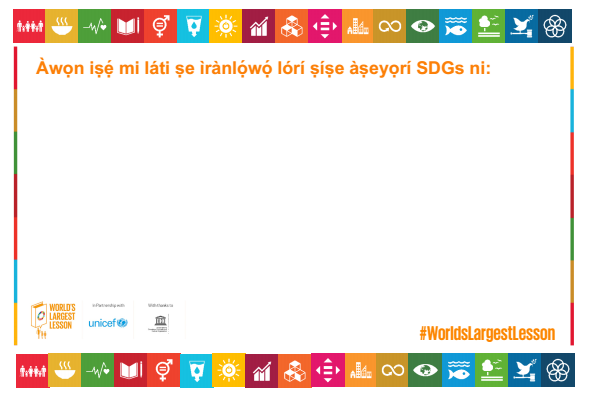 Àwọn iṣẹ́ mi láti ṣe ìrànlọ́wọ́ lórí ṣíṣe àṣeyọrí SDGs ni:
WORLD'S
LARGEST
LESSON
In Partnership with
unicef
With thanks to
#WorldsLargestLesson